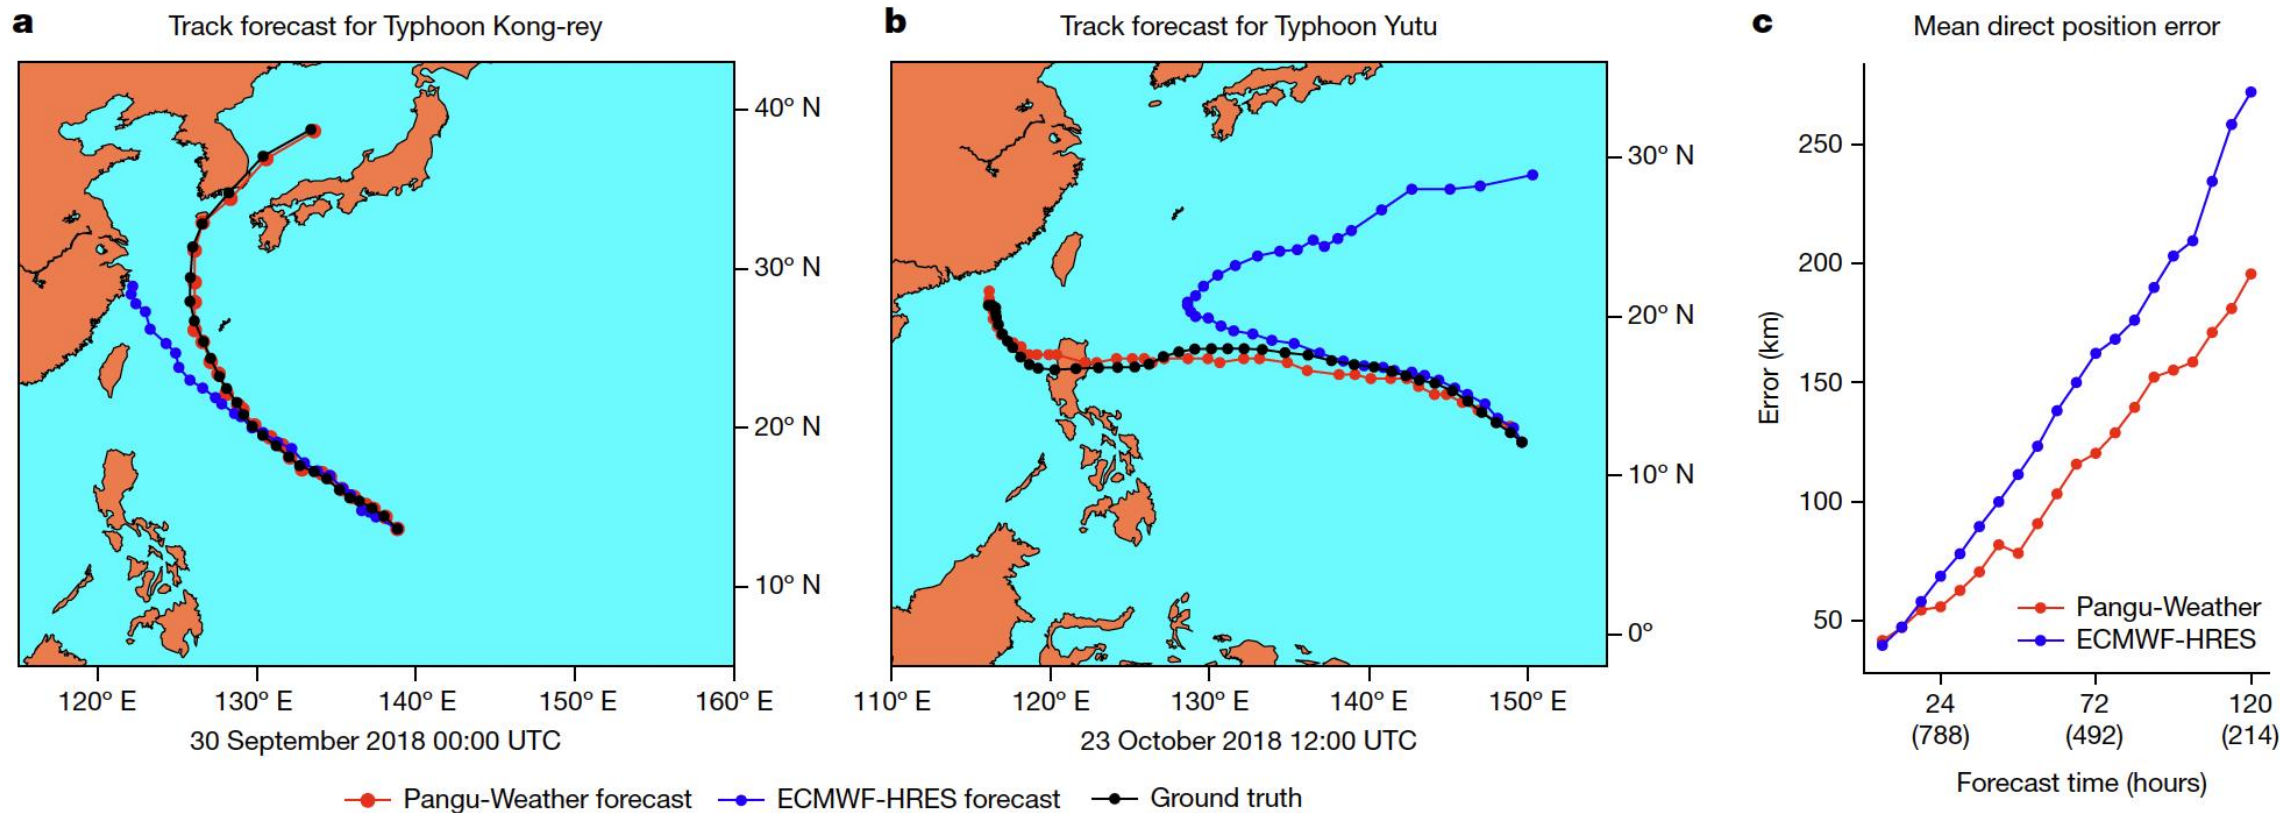 a Track forecast for Typhoon Kong-rey
40° N
30° N
20° N
10° N
120° E 130° E 140° E 150° E 160° E
30 September 2018 00:00 UTC
b Track forecast for Typhoon Yutu
30° N
20° N
10° N
0°
110° E 120° E 130° E 140° E 150° E
23 October 2018 12:00 UTC
Pangu-Weather forecast ECMWF-HRES forecast Ground truth
c Mean direct position error
Error (km)
250
200
150
100
50
Pangu-Weather
ECMWF-HRES
24 72 120
(788) (492) (214)
Forecast time (hours)